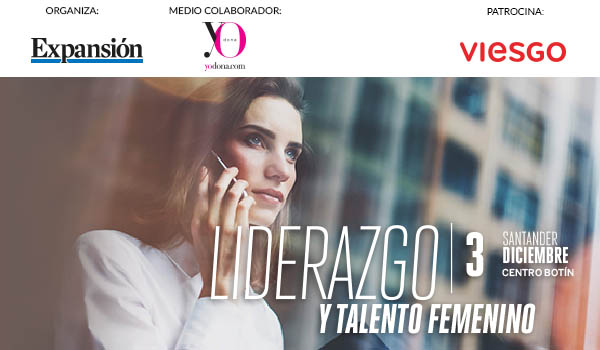 ORGANIZA:
MEDIO COLABORADOR:
PATROCINA:
Expansión
yo
dona
yodona.com
viesgo
LIDERAZGO
Y TALENTO FEMENINO
3
SANTANDER
DICIEMBRE
CENTRO BOTÍN